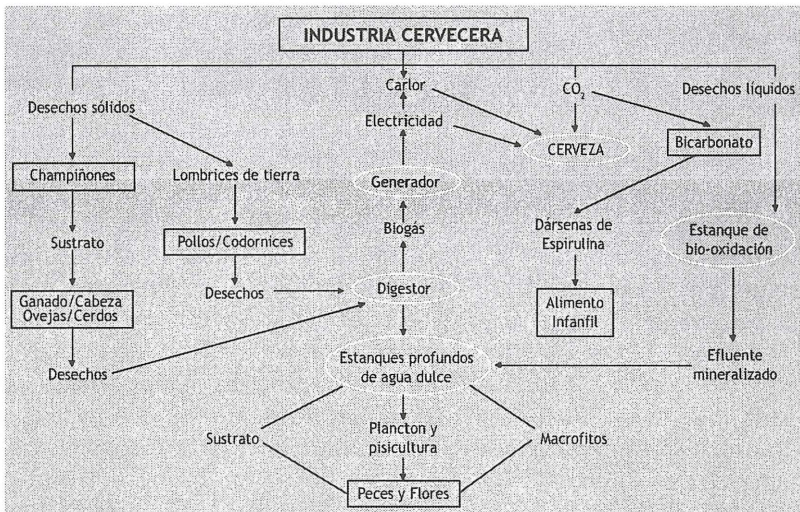 INDUSTRIA CERVECERA
Carlor
CO₂
Desechos líquidos
Desechos sólidos
Electricidad
CERVEZA
Bicarbonato
Champiñones
Lombrices de tierra
Generador
Sustrato
Pollos/Codornices
Biogás
Dársenas de
Espirulina
Estanque de
bio-oxidación
Desechos
Digestor
Ganado/Cabeza
Ovejas/Cerdos
Alimento
Infanfil
Desechos
Estanques profundos
de agua dulce
Efluente
mineralizado
Sustrato
Plancton y
pisicultura
Macrofitos
Peces y Flores